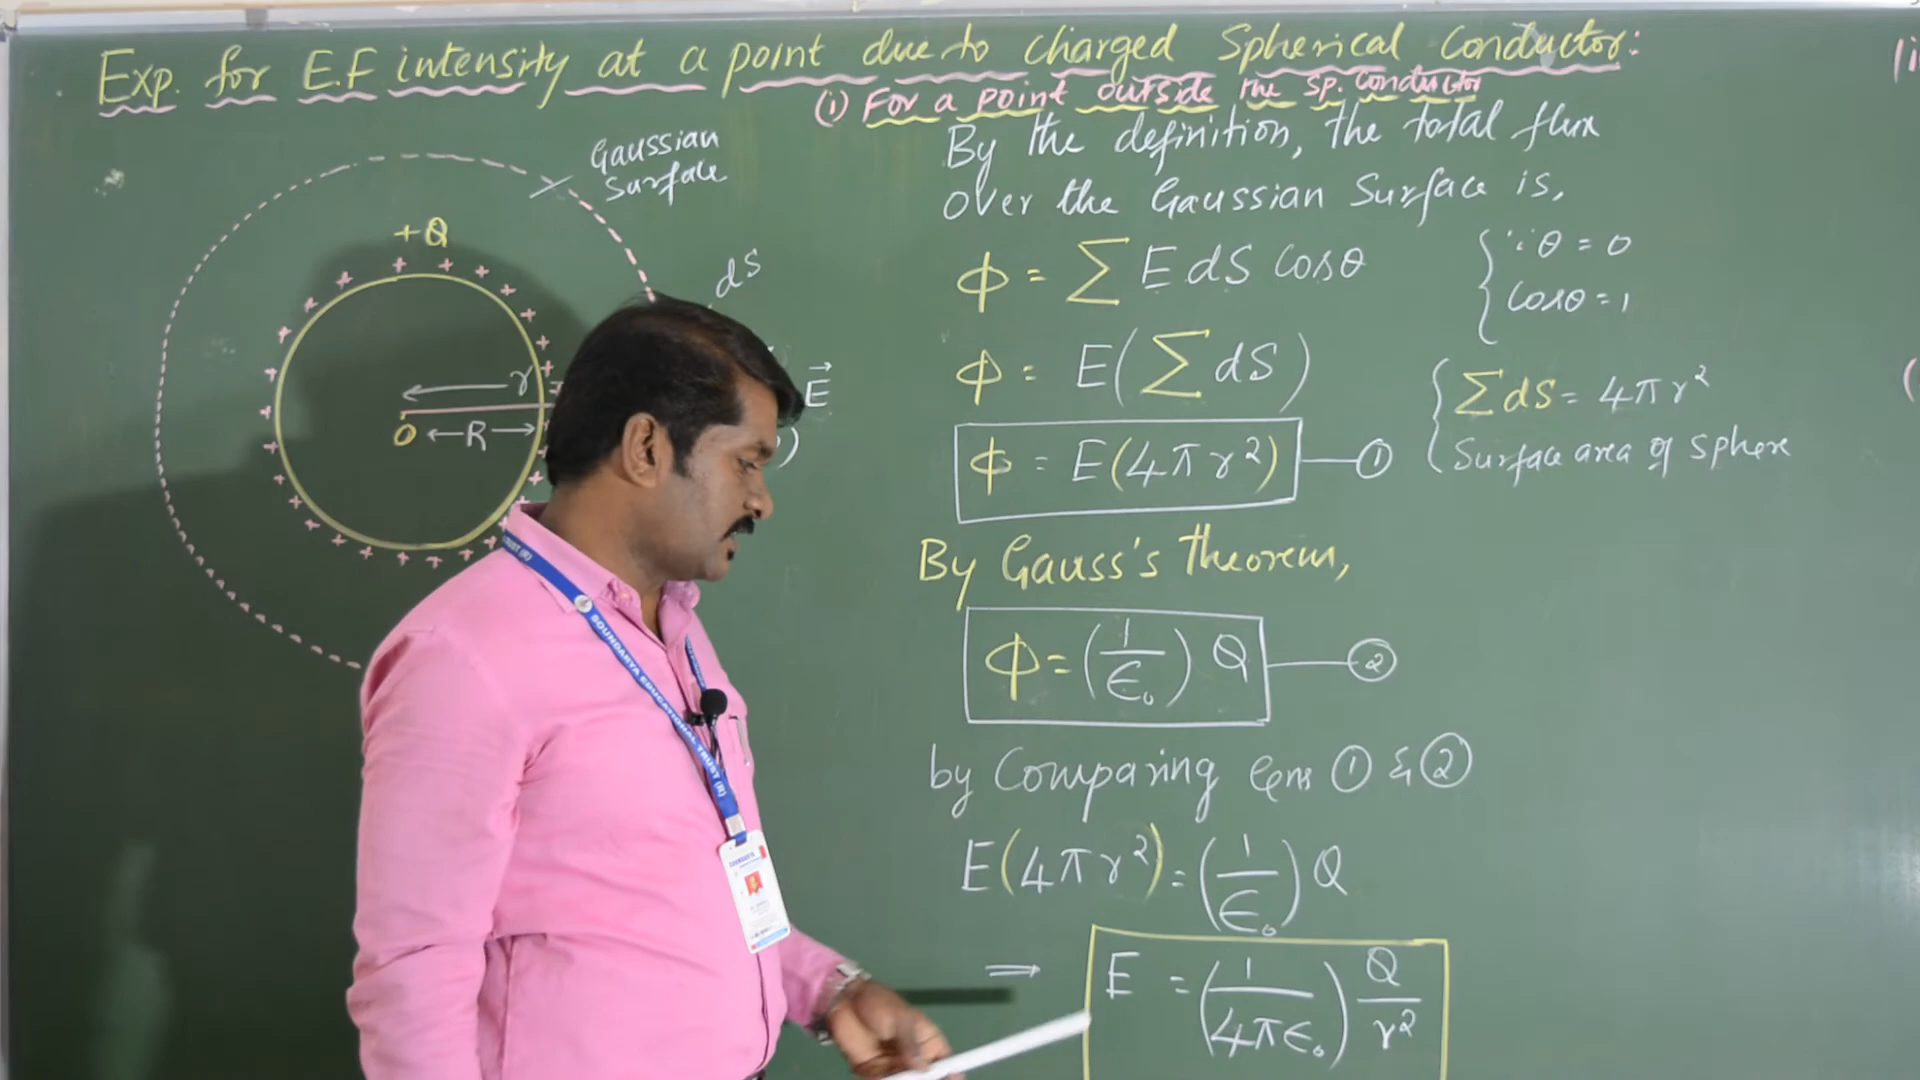 Exp. for E.F intensity at a point due to charged Spherical Conductor:
(i) For a point outside the sp. conductor
Gaussian
Surface
+Q
dS
r
E⃗
O ←R→
)
By the definition, the total flux
over the Gaussian Surface is,
ϕ = ∑ E dS Cosθ
{∵ θ = 0
Cosθ = 1
ϕ = E(∑ dS)
{∑dS = 4πr²
Surface area of Sphere
ϕ = E(4πr²) — ①
By Gauss's theorem,
ϕ = (1/ε₀) Q — ②
by Comparing Eqns ① & ②
E(4πr²) = (1/ε₀) Q
⇒ E = (1/4πε₀) Q/r²
SOUNDARYA EDUCATIONAL TRUST (R)